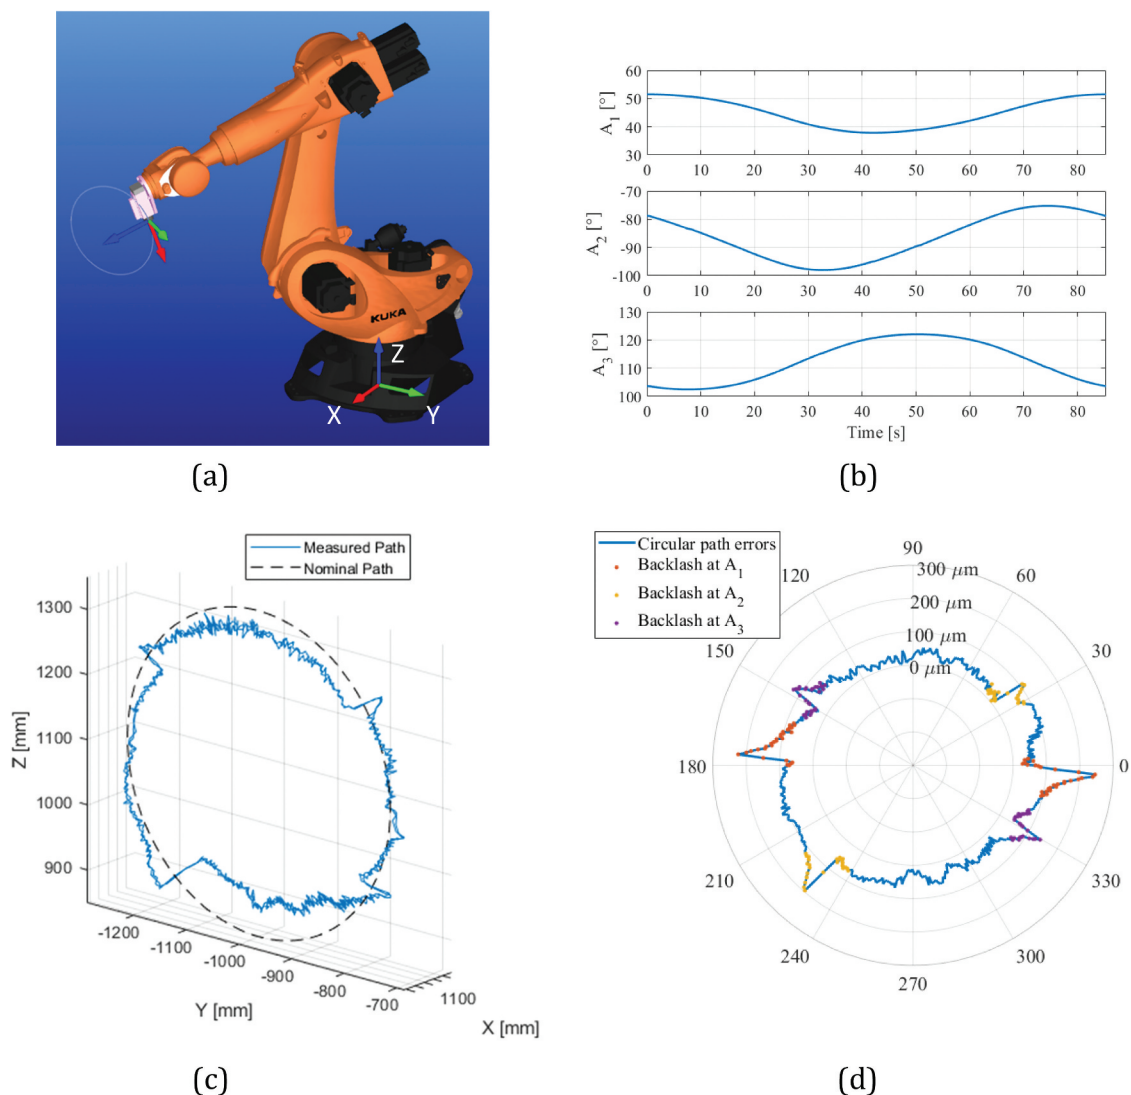 KUKA
Z
X
Y
(a)
60
50
40
30
A1 [°]
0 10 20 30 40 50 60 70 80
-70
-80
-90
-100
A2 [°]
0 10 20 30 40 50 60 70 80
130
120
110
100
A3 [°]
0 10 20 30 40 50 60 70 80
Time [s]
(b)
Measured Path
Nominal Path
1300
1200
1100
1000
900
Z [mm]
-1200
-1100
-1000
-900
-800
-700
1100
Y [mm]
X [mm]
(c)
Circular path errors
Backlash at A1
Backlash at A2
Backlash at A3
90
120
60
300 μm
200 μm
100 μm
0 μm
150
30
180
0
210
330
240
300
270
(d)